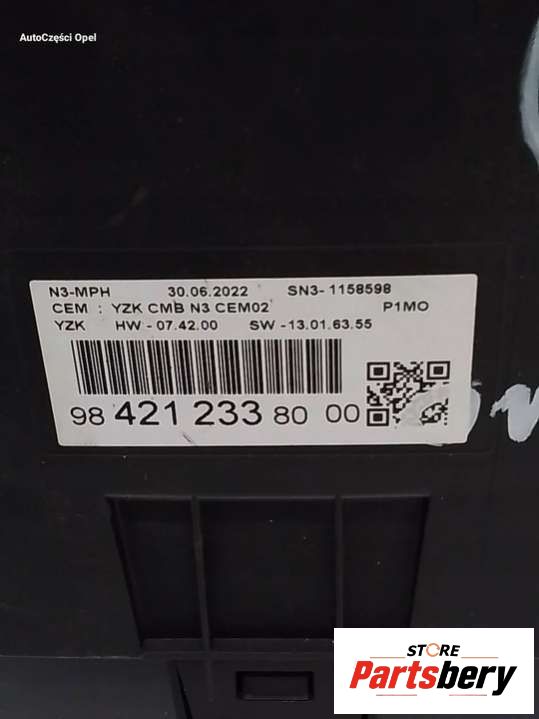 AutoCzęści Opel
N3-MPH 30.06.2022 SN3- 1158598
CEM : YZK CMB N3 CEM02 P1MO
YZK HW - 07.42.00 SW -13.01.63.55
98 421 233 80 00
STORE
Partsbery